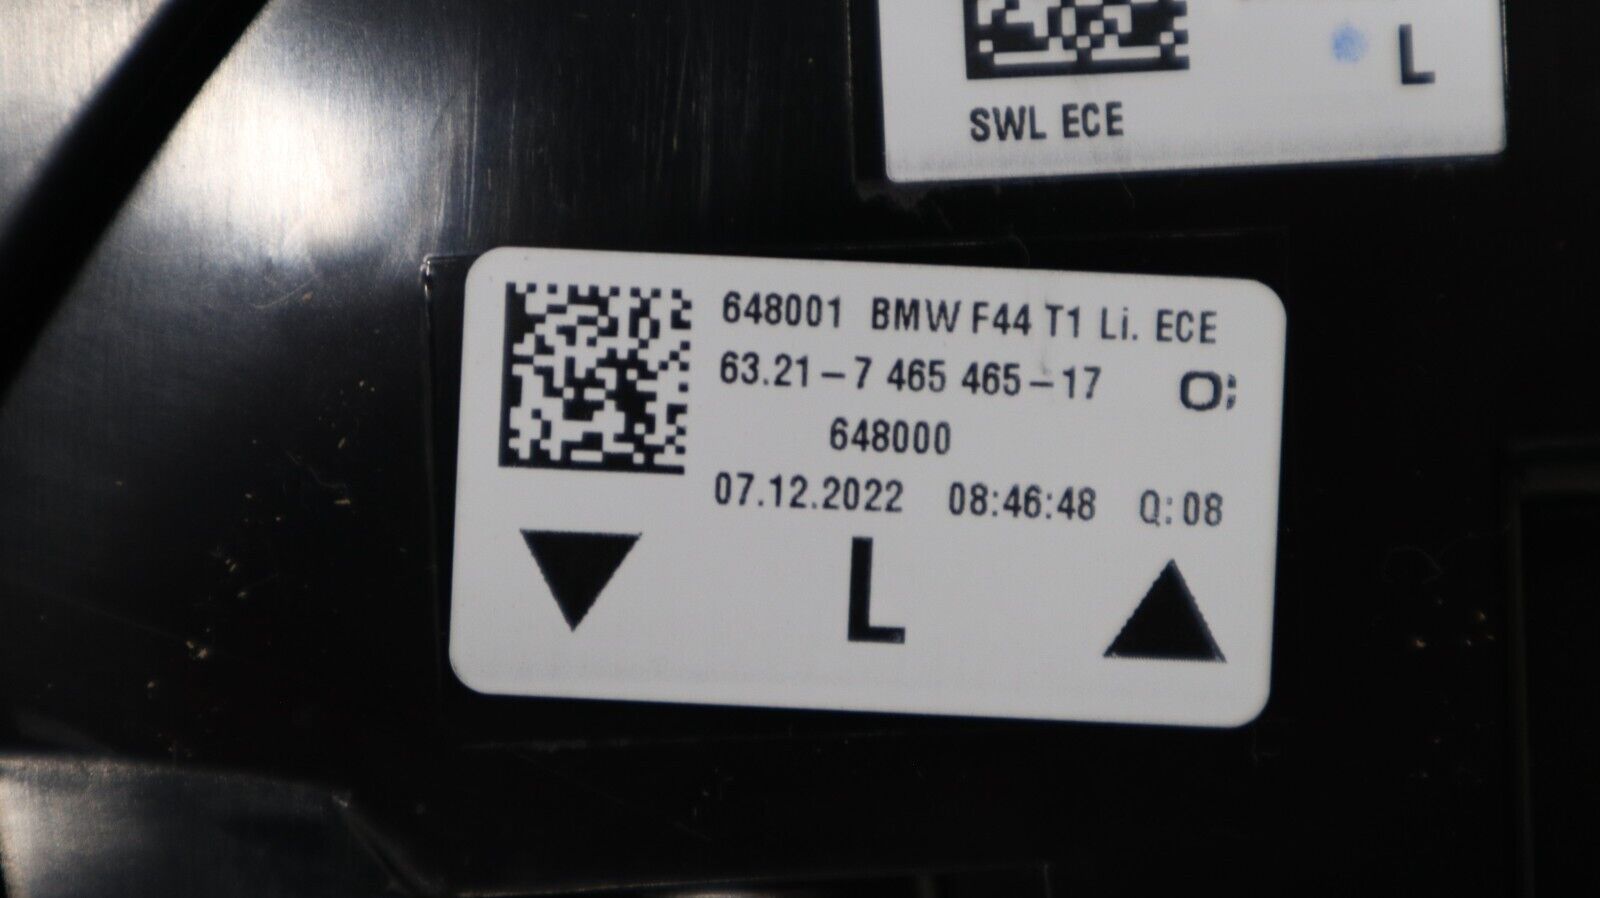 L
SWL ECE
648001 BMW F44 T1 Li. ECE
63.21-7 465 465-17
648000
07.12.2022 08:46:48 Q:08
L